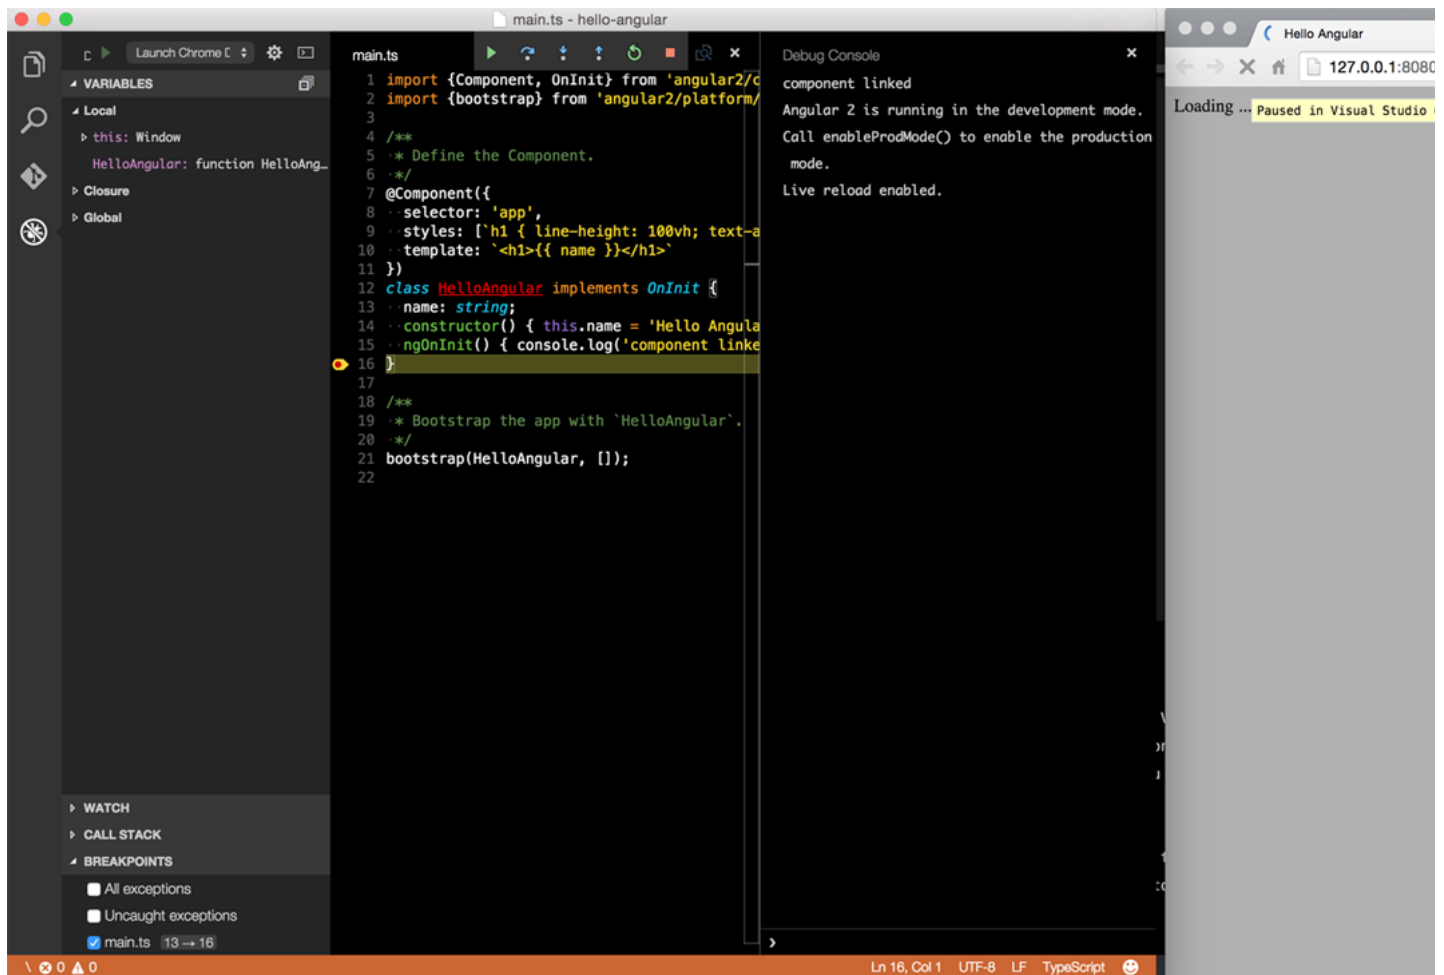 main.ts - hello-angular
Launch Chrome
VARIABLES
Local
this: Window
HelloAngular: function HelloAng…
Closure
Global
WATCH
CALL STACK
BREAKPOINTS
All exceptions
Uncaught exceptions
main.ts 13 → 16
main.ts
1 import {Component, OnInit} from 'angular2/c
2 import {bootstrap} from 'angular2/platform/
3
4 /**
5 * Define the Component.
6 */
7 @Component({
8 selector: 'app',
9 styles: [`h1 { line-height: 100vh; text-a
10 template: `<h1>{{ name }}</h1>`
11 })
12 class HelloAngular implements OnInit {
13 name: string;
14 constructor() { this.name = 'Hello Angula
15 ngOnInit() { console.log('component linke
16 }
17
18 /**
19 * Bootstrap the app with `HelloAngular`.
20 */
21 bootstrap(HelloAngular, []);
22
Debug Console
component linked
Angular 2 is running in the development mode.
Call enableProdMode() to enable the production
mode.
Live reload enabled.
0 0
Ln 16, Col 1 UTF-8 LF TypeScript
Hello Angular
127.0.0.1:8080
Loading ...
Paused in Visual Studio